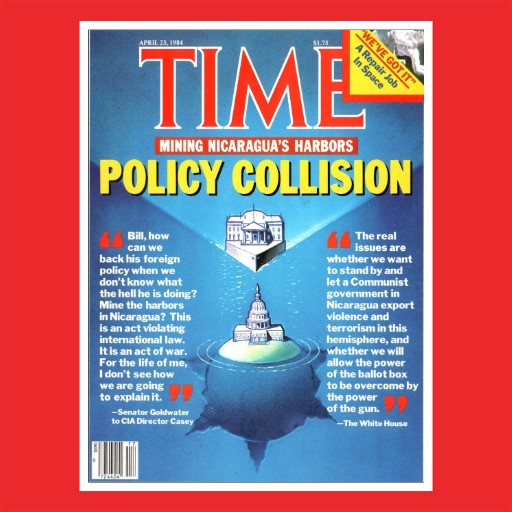 APRIL 23, 1984
$1.75
TIME
"WE'VE GOT IT"
A Repair Job
In Space
MINING NICARAGUA'S HARBORS
POLICY COLLISION
“ Bill, how
can we
back his foreign
policy when we
don't know what
the hell he is doing?
Mine the harbors
in Nicaragua? This
is an act violating
international law.
It is an act of war.
For the life of me,
I don't see how
we are going
to explain it. ”
—Senator Goldwater
to CIA Director Casey
“ The real
issues are
whether we want
to stand by and
let a Communist
government in
Nicaragua export
violence and
terrorism in this
hemisphere, and
whether we will
allow the power
of the ballot box
to be overcome by
the power
of the gun. ”
—The White House
17